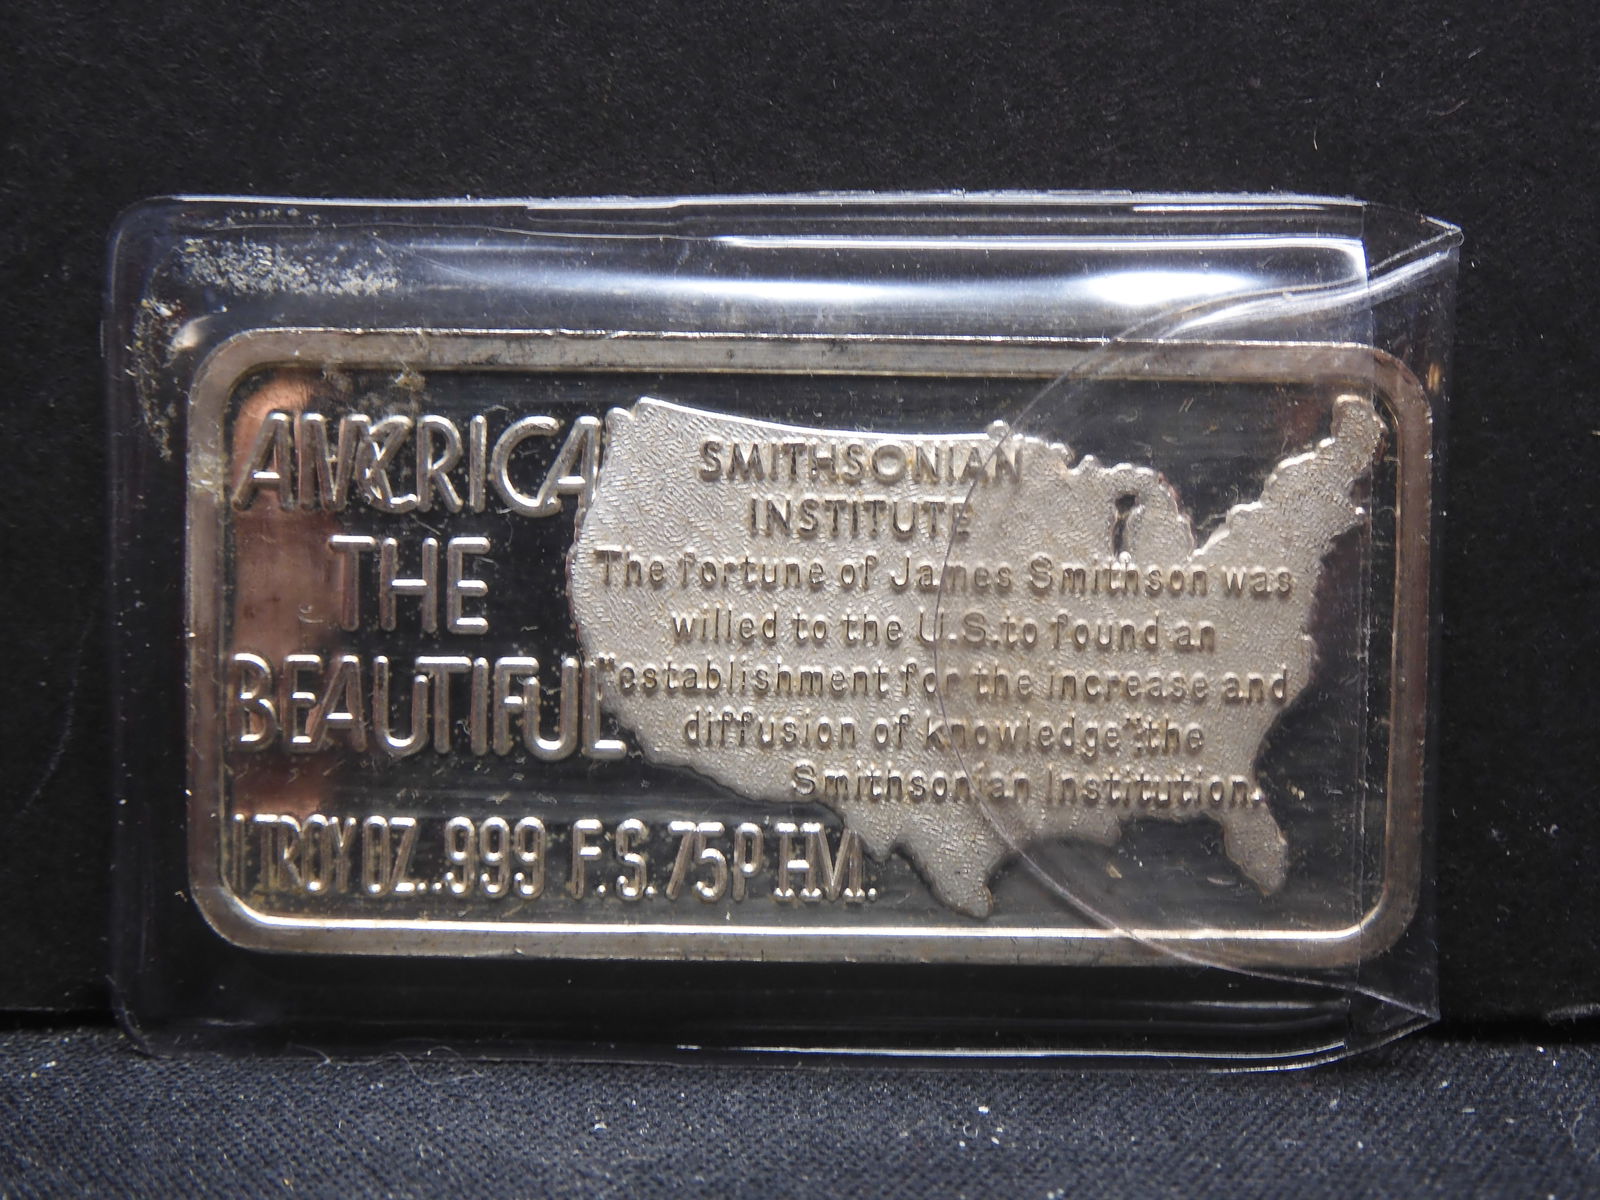 AMERICA
THE
BEAUTIFUL
1 TROY OZ. .999 F.S. 75 P.H.M.
SMITHSONIAN
INSTITUTE
The fortune of James Smithson was
willed to the U.S. to found an
"establishment for the increase and
diffusion of knowledge": the
Smithsonian Institution.